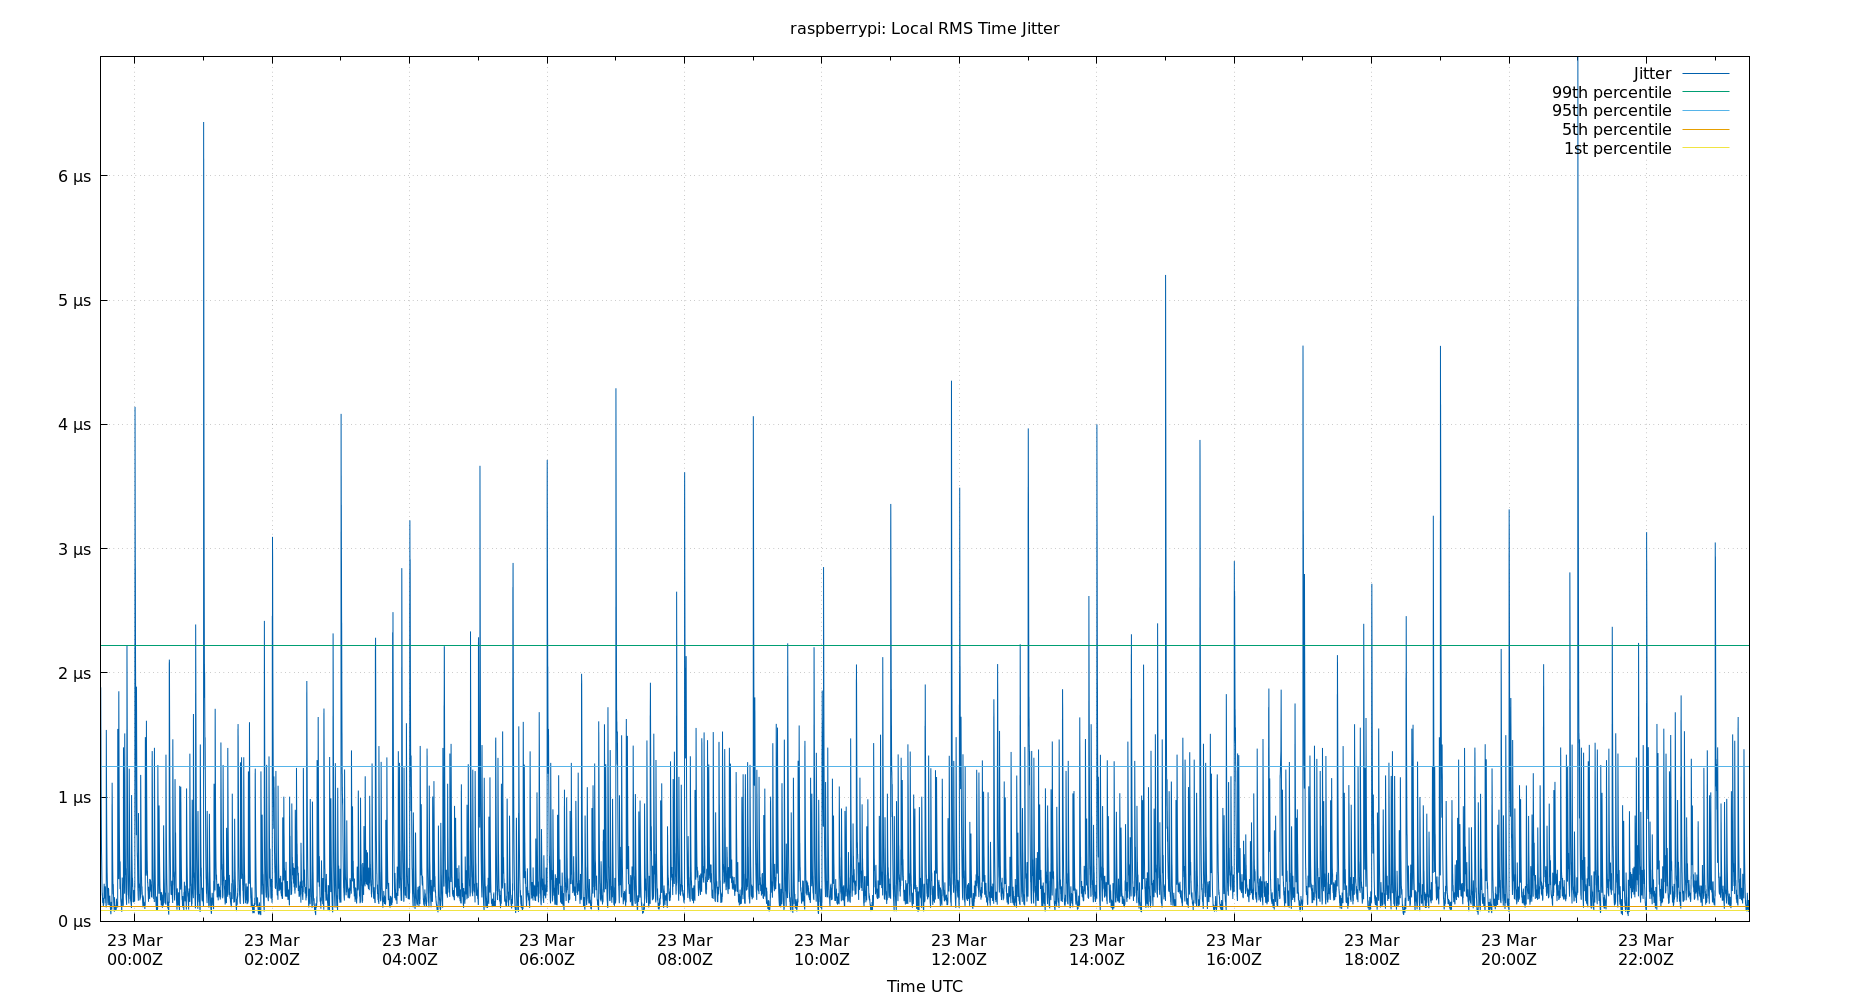 raspberrypi: Local RMS Time Jitter
Jitter
99th percentile
95th percentile
5th percentile
1st percentile
6 µs
5 µs
4 µs
3 µs
2 µs
1 µs
0 µs
23 Mar 23 Mar 23 Mar 23 Mar 23 Mar 23 Mar 23 Mar 23 Mar 23 Mar 23 Mar 23 Mar 23 Mar
00:00Z 02:00Z 04:00Z 06:00Z 08:00Z 10:00Z 12:00Z 14:00Z 16:00Z 18:00Z 20:00Z 22:00Z
Time UTC